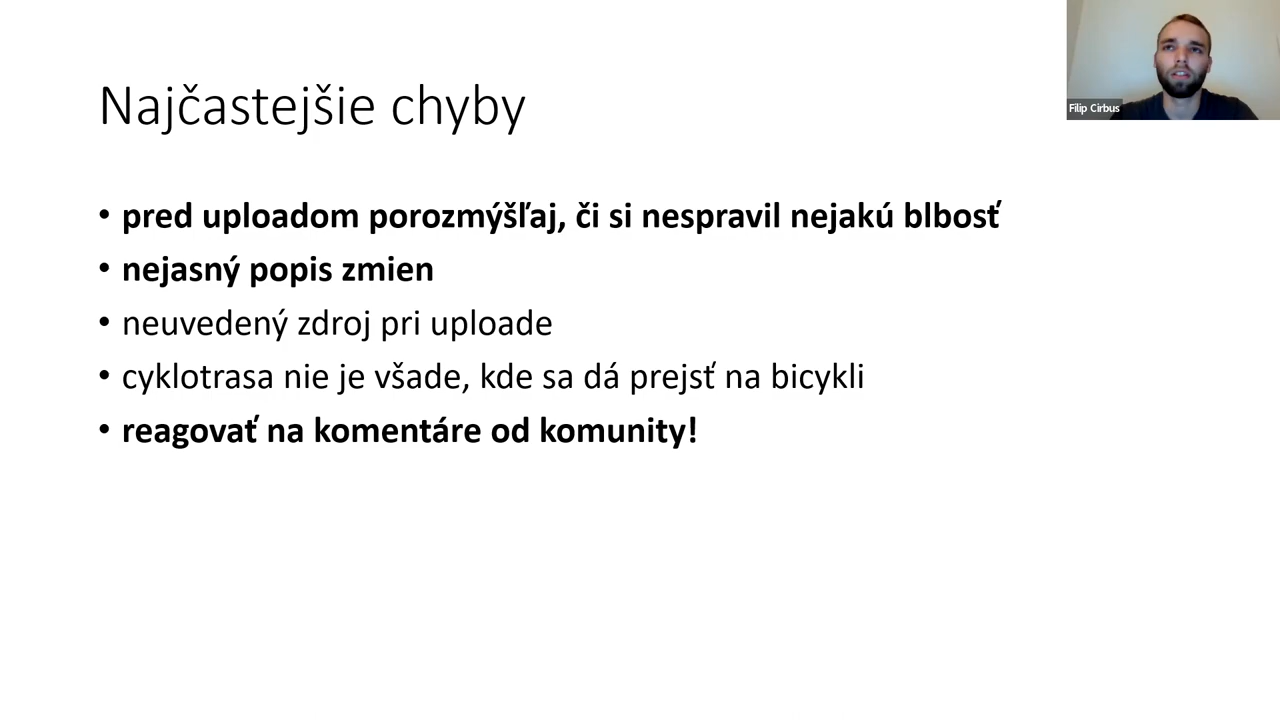 Najčastejšie chyby
Filip Cirbus
• pred uploadom porozmýšľaj, či si nespravil nejakú blbosť
• nejasný popis zmien
• neuvedený zdroj pri uploade
• cyklotrasa nie je všade, kde sa dá prejsť na bicykli
• reagovať na komentáre od komunity!